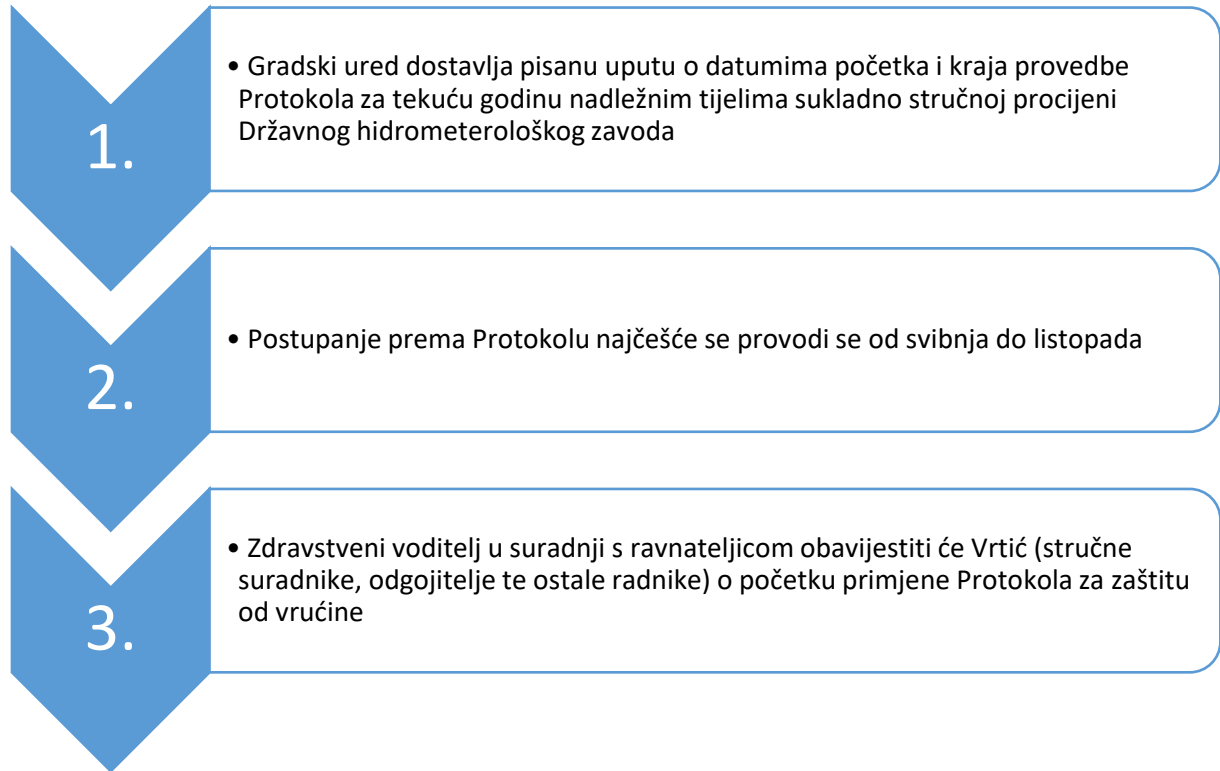 1.
• Gradski ured dostavlja pisanu uputu o datumima početka i kraja provedbe
Protokola za tekuću godinu nadležnim tijelima sukladno stručnoj procijeni
Državnog hidrometerološkog zavoda
2.
• Postupanje prema Protokolu najčešće se provodi se od svibnja do listopada
3.
• Zdravstveni voditelj u suradnji s ravnateljicom obavijestiti će Vrtić (stručne
suradnike, odgojitelje te ostale radnike) o početku primjene Protokola za zaštitu
od vrućine